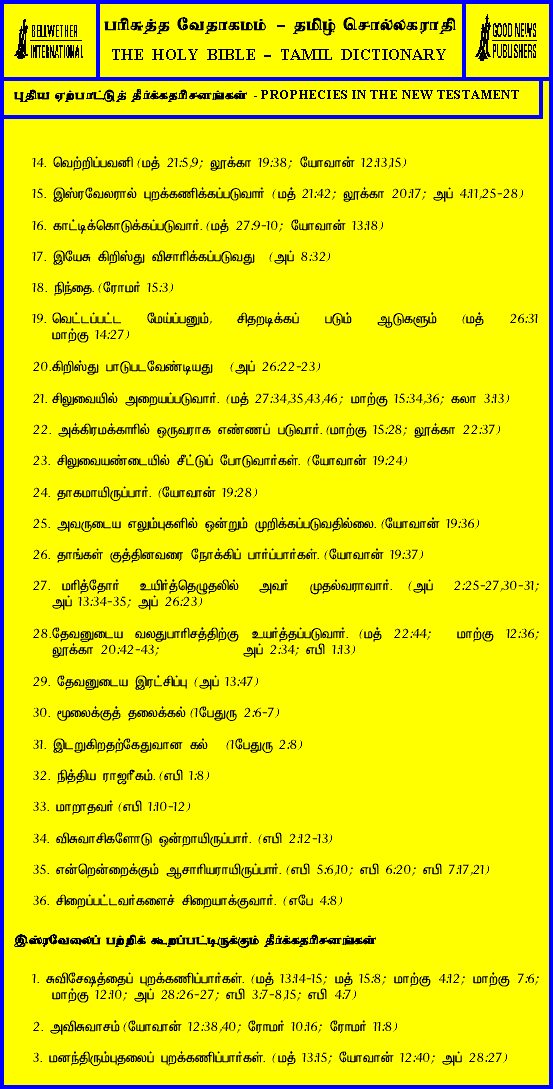 BELLWETHER
INTERNATIONAL
பரிசுத்த வேதாகமம் - தமிழ் சொல்லகராதி
THE HOLY BIBLE - TAMIL DICTIONARY
GOOD NEWS
PUBLISHERS
புதிய ஏற்பாட்டுத் தீர்க்கதரிசனங்கள் - PROPHECIES IN THE NEW TESTAMENT
14. வெற்றிப்பவனி (மத் 21:5,9; லூக்கா 19:38; யோவான் 12:13,15)
15. இஸ்ரவேலரால் புறக்கணிக்கப்படுவார் (மத் 21:42; லூக்கா 20:17; அப் 4:11,25-28)
16. காட்டிக்கொடுக்கப்படுவார். (மத் 27:9-10; யோவான் 13:18)
17. இயேசு கிறிஸ்து விசாரிக்கப்படுவது (அப் 8:32)
18. நிந்தை. (ரோமர் 15:3)
19. வெட்டப்பட்ட மேய்ப்பனும், சிதறடிக்கப் படும் ஆடுகளும் (மத் 26:31
மாற்கு 14:27)
20.கிறிஸ்து பாடுபடவேண்டியது (அப் 26:22-23)
21. சிலுவையில் அறையப்படுவார். (மத் 27:34,35,43,46; மாற்கு 15:34,36; கலா 3:13)
22. அக்கிரமக்காரில் ஒருவராக எண்ணப் படுவார். (மாற்கு 15:28; லூக்கா 22:37)
23. சிலுவையண்டையில் சீட்டுப் போடுவார்கள். (யோவான் 19:24)
24. தாகமாயிருப்பார். (யோவான் 19:28)
25. அவருடைய எலும்புகளில் ஒன்றும் முறிக்கப்படுவதில்லை. (யோவான் 19:36)
26. தாங்கள் குத்தினவரை நோக்கிப் பார்ப்பார்கள். (யோவான் 19:37)
27. மரித்தோர் உயிர்த்தெழுதலில் அவர் முதல்வராவார். (அப் 2:25-27,30-31;
அப் 13:34-35; அப் 26:23)
28.தேவனுடைய வலதுபாரிசத்திற்கு உயர்த்தப்படுவார். (மத் 22:44; மாற்கு 12:36;
லூக்கா 20:42-43; அப் 2:34; எபி 1:13)
29. தேவனுடைய இரட்சிப்பு (அப் 13:47)
30. மூலைக்குத் தலைக்கல் (1பேதுரு 2:6-7)
31. இடறுகிறதற்கேதுவான கல் (1பேதுரு 2:8)
32. நித்திய ராஜரீகம். (எபி 1:8)
33. மாறாதவர் (எபி 1:10-12)
34. விசுவாசிகளோடு ஒன்றாயிருப்பார். (எபி 2:12-13)
35. என்றென்றைக்கும் ஆசாரியராயிருப்பார். (எபி 5:6,10; எபி 6:20; எபி 7:17,21)
36. சிறைப்பட்டவர்களைச் சிறையாக்குவார். (எபே 4:8)
இஸ்ரவேலைப் பற்றிக் கூறப்பட்டிருக்கும் தீர்க்கதரிசனங்கள்
1. சுவிசேஷத்தைப் புறக்கணிப்பார்கள். (மத் 13:14-15; மத் 15:8; மாற்கு 4:12; மாற்கு 7:6;
மாற்கு 12:10; அப் 28:26-27; எபி 3:7-8,15; எபி 4:7)
2. அவிசுவாசம் (யோவான் 12:38,40; ரோமர் 10:16; ரோமர் 11:8)
3. மனந்திரும்புதலைப் புறக்கணிப்பார்கள். (மத் 13:15; யோவான் 12:40; அப் 28:27)